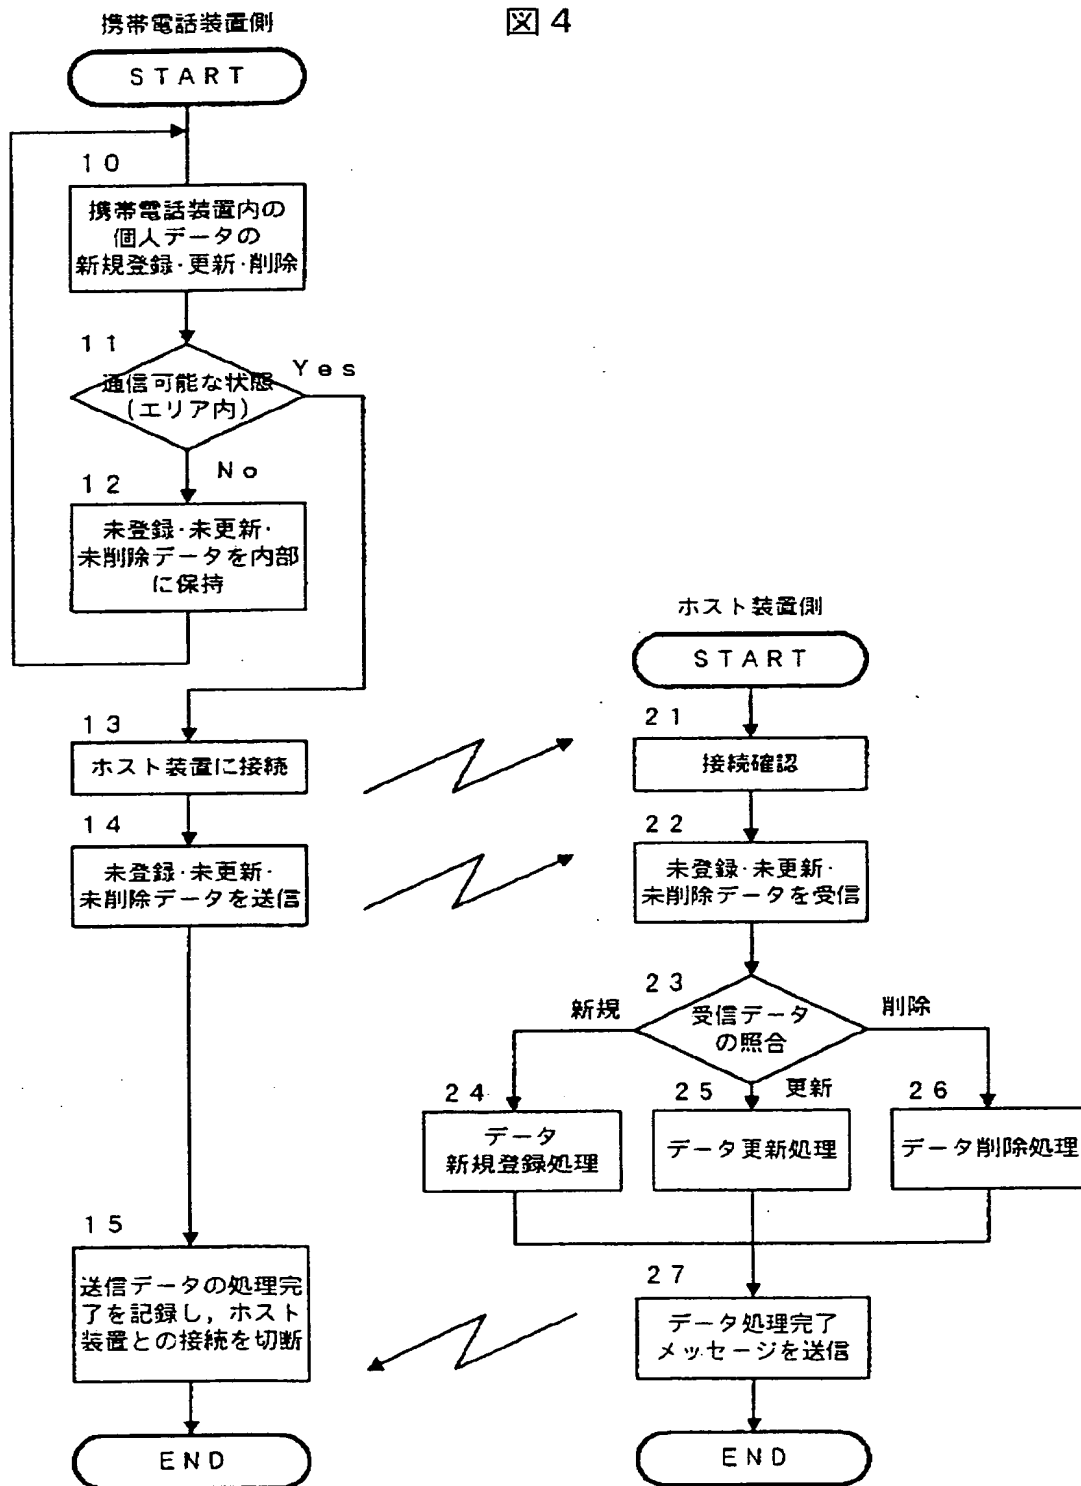 図4
携帯電話装置側
START
10
携帯電話装置内の
個人データの
新規登録・更新・削除
11
通信可能な状態
(エリア内)
Yes
No
12
未登録・未更新・
未削除データを内部
に保持
13
ホスト装置に接続
14
未登録・未更新・
未削除データを送信
15
送信データの処理完
了を記録し,ホスト
装置との接続を切断
END
ホスト装置側
START
21
接続確認
22
未登録・未更新・
未削除データを受信
23
受信データ
の照合
新規
更新
削除
24
データ
新規登録処理
25
データ更新処理
26
データ削除処理
27
データ処理完了
メッセージを送信
END